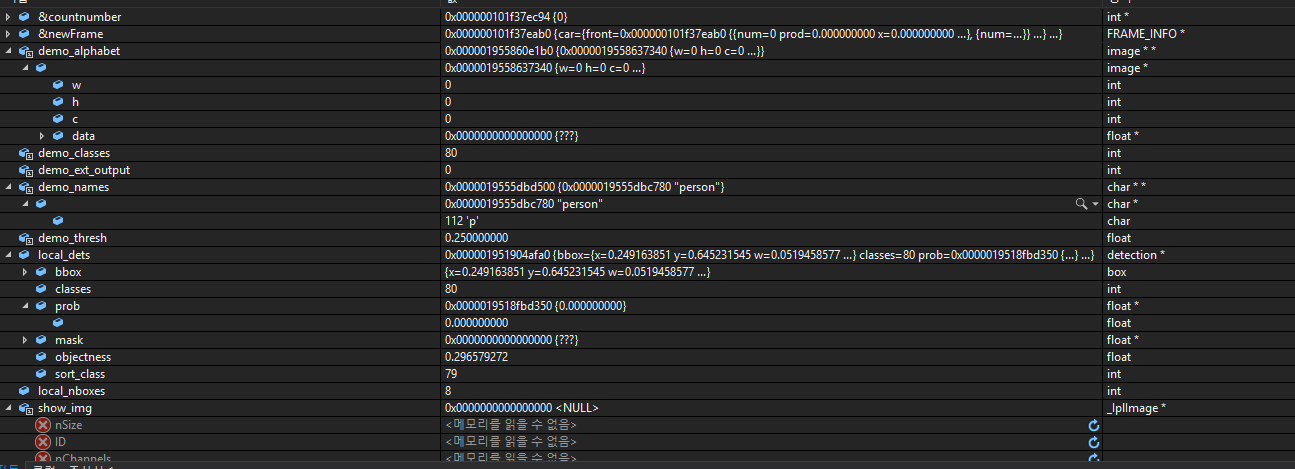 &countnumber 0x000000101f37ec94 {0} int *
&newFrame 0x000000101f37eab0 {car={front=0x000000101f37eab0 {{num=0 prod=0.000000000 x=0.000000000 ...}, {num=...}} ...} ...} FRAME_INFO *
demo_alphabet 0x000001955860e1b0 {0x0000019558637340 {w=0 h=0 c=0 ...}} image * *
0x0000019558637340 {w=0 h=0 c=0 ...} image *
w 0 int
h 0 int
c 0 int
data 0x0000000000000000 {???} float *
demo_classes 80 int
demo_ext_output 0 int
demo_names 0x0000019555dbd500 {0x0000019555dbc780 "person"} char * *
0x0000019555dbc780 "person" char *
112 'p' char
demo_thresh 0.250000000 float
local_dets 0x000001951904afa0 {bbox={x=0.249163851 y=0.645231545 w=0.0519458577 ...} classes=80 prob=0x0000019518fbd350 {...} ...} detection *
bbox {x=0.249163851 y=0.645231545 w=0.0519458577 ...} box
classes 80 int
prob 0x0000019518fbd350 {0.000000000} float *
0.000000000 float
mask 0x0000000000000000 {???} float *
objectness 0.296579272 float
sort_class 79 int
local_nboxes 8 int
show_img 0x0000000000000000 <NULL> _IplImage *
nSize <메모리를 읽을 수 없음>
ID <메모리를 읽을 수 없음>
nChannels <메모리를 읽을 수 없음>